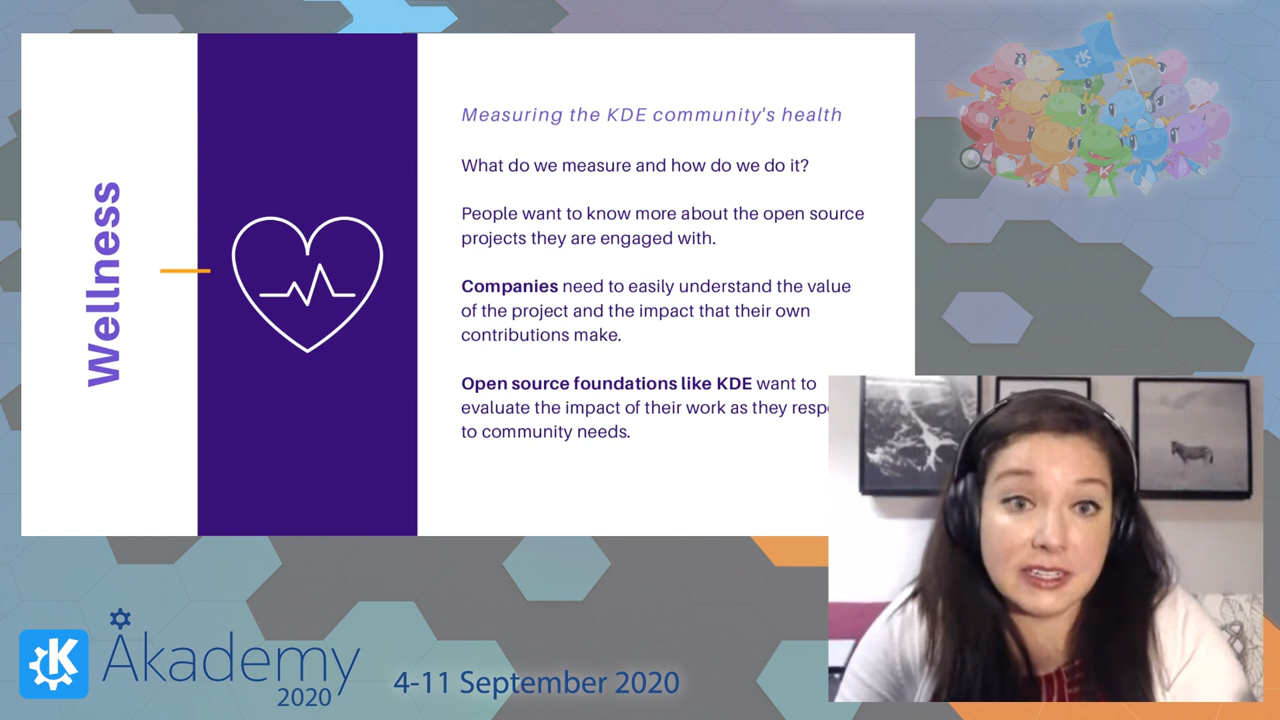 Wellness
Measuring the KDE community's health
What do we measure and how do we do it?
People want to know more about the open source
projects they are engaged with.
Companies need to easily understand the value
of the project and the impact that their own
contributions make.
Open source foundations like KDE want to
evaluate the impact of their work as they resp
to community needs.
K
Akademy
2020
4-11 September 2020